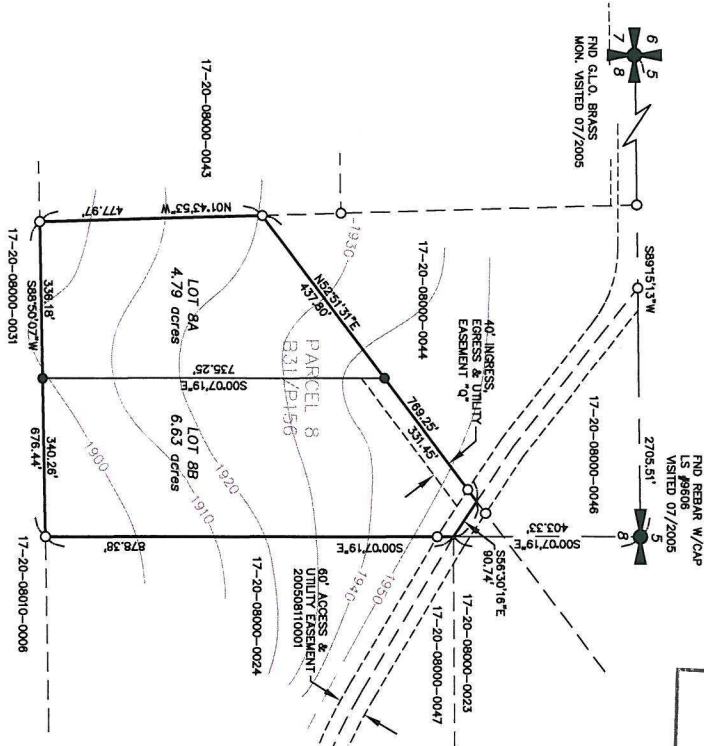 6
5
7
8
FND G.L.O. BRASS
MON. VISITED 07/2005
S89°15'13"W
2705.51'
FND REBAR W/CAP
LS #9606
VISITED 07/2005
5
8
17-20-08000-0043
N01°43'53"W
477.97'
1930
17-20-08000-0044
N52°51'31"E
437.80'
40' INGRESS,
EGRESS & UTILITY
EASEMENT "Q"
769.25'
331.45'
17-20-08000-0046
403.33'
S00°07'19"E
S56°30'16"E
90.74'
17-20-08000-0023
17-20-08000-0047
LOT 8A
4.79 acres
PARCEL 8
B31/P156
735.25'
S00°07'19"E
LOT 8B
6.63 acres
336.18'
S88°50'07"W
17-20-08000-0031
340.26'
676.44'
1900
1910
1920
1940
1950
878.38
S00°07'19"E
17-20-08000-0024
60' ACCESS &
UTILITY EASEMENT
200508110001
17-20-08010-0006